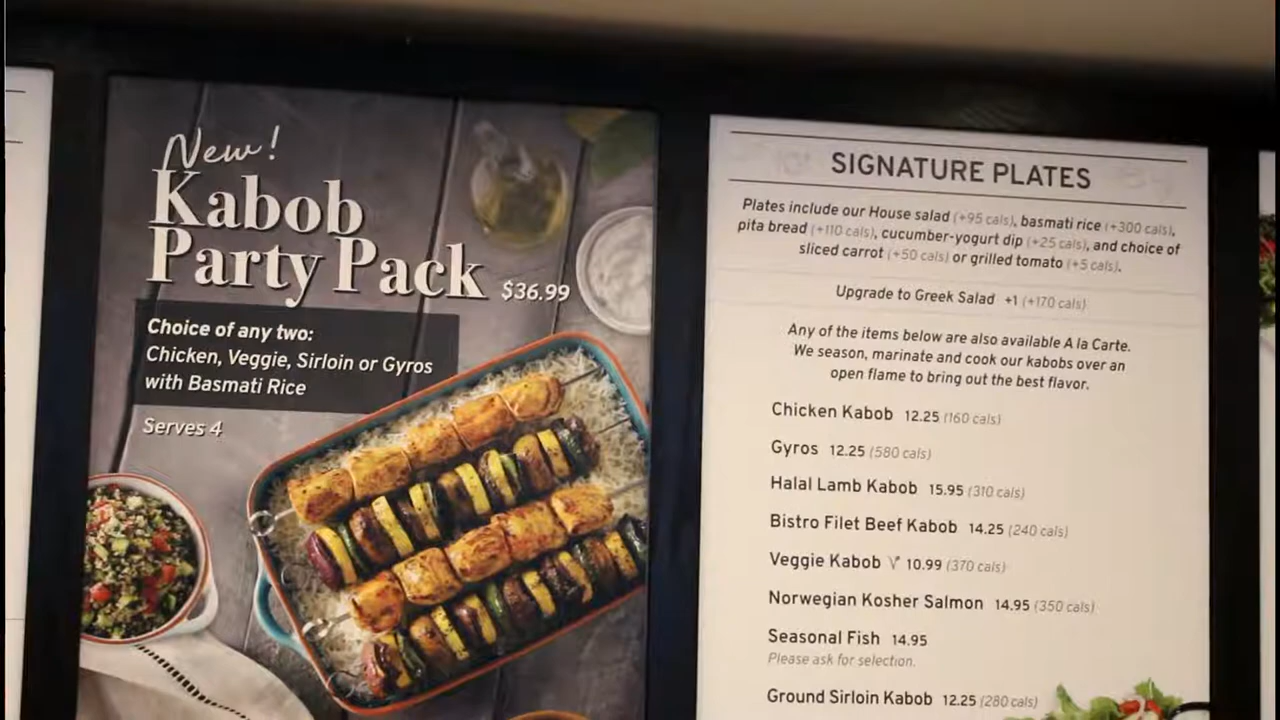 New!
Kabob
Party Pack $36.99
Choice of any two:
Chicken, Veggie, Sirloin or Gyros
with Basmati Rice
Serves 4
SIGNATURE PLATES
Plates include our House salad (+95 cals), basmati rice (+300 cals),
pita bread (+110 cals), cucumber-yogurt dip (+25 cals), and choice of
sliced carrot (+50 cals) or grilled tomato (+5 cals).
Upgrade to Greek Salad +1 (+170 cals)
Any of the items below are also available A la Carte.
We season, marinate and cook our kabobs over an
open flame to bring out the best flavor.
Chicken Kabob 12.25 (160 cals)
Gyros 12.25 (580 cals)
Halal Lamb Kabob 15.95 (310 cals)
Bistro Filet Beef Kabob 14.25 (240 cals)
Veggie Kabob 10.99 (370 cals)
Norwegian Kosher Salmon 14.95 (350 cals)
Seasonal Fish 14.95
Please ask for selection.
Ground Sirloin Kabob 12.25 (280 cals)